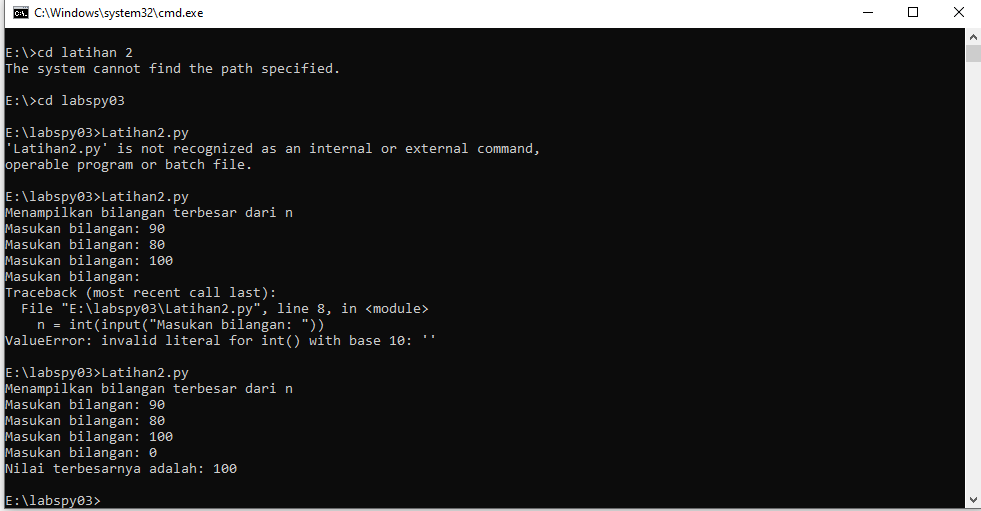 C:\Windows\system32\cmd.exe
E:\>cd latihan 2
The system cannot find the path specified.
E:\>cd labspy03
E:\labspy03>Latihan2.py
'Latihan2.py' is not recognized as an internal or external command,
operable program or batch file.
E:\labspy03>Latihan2.py
Menampilkan bilangan terbesar dari n
Masukan bilangan: 90
Masukan bilangan: 80
Masukan bilangan: 100
Masukan bilangan:
Traceback (most recent call last):
  File "E:\labspy03\Latihan2.py", line 8, in <module>
    n = int(input("Masukan bilangan: "))
ValueError: invalid literal for int() with base 10: ''
E:\labspy03>Latihan2.py
Menampilkan bilangan terbesar dari n
Masukan bilangan: 90
Masukan bilangan: 80
Masukan bilangan: 100
Masukan bilangan: 0
Nilai terbesarnya adalah: 100
E:\labspy03>